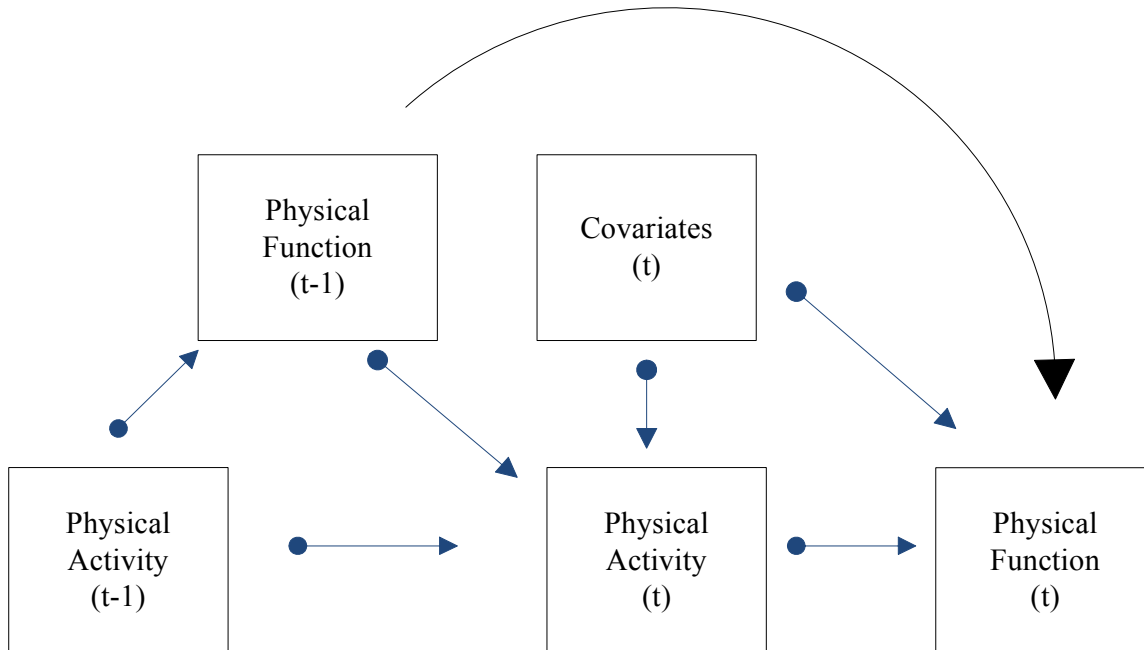 Physical
Function
(t-1)
Covariates
(t)
Physical
Activity
(t-1)
Physical
Activity
(t)
Physical
Function
(t)